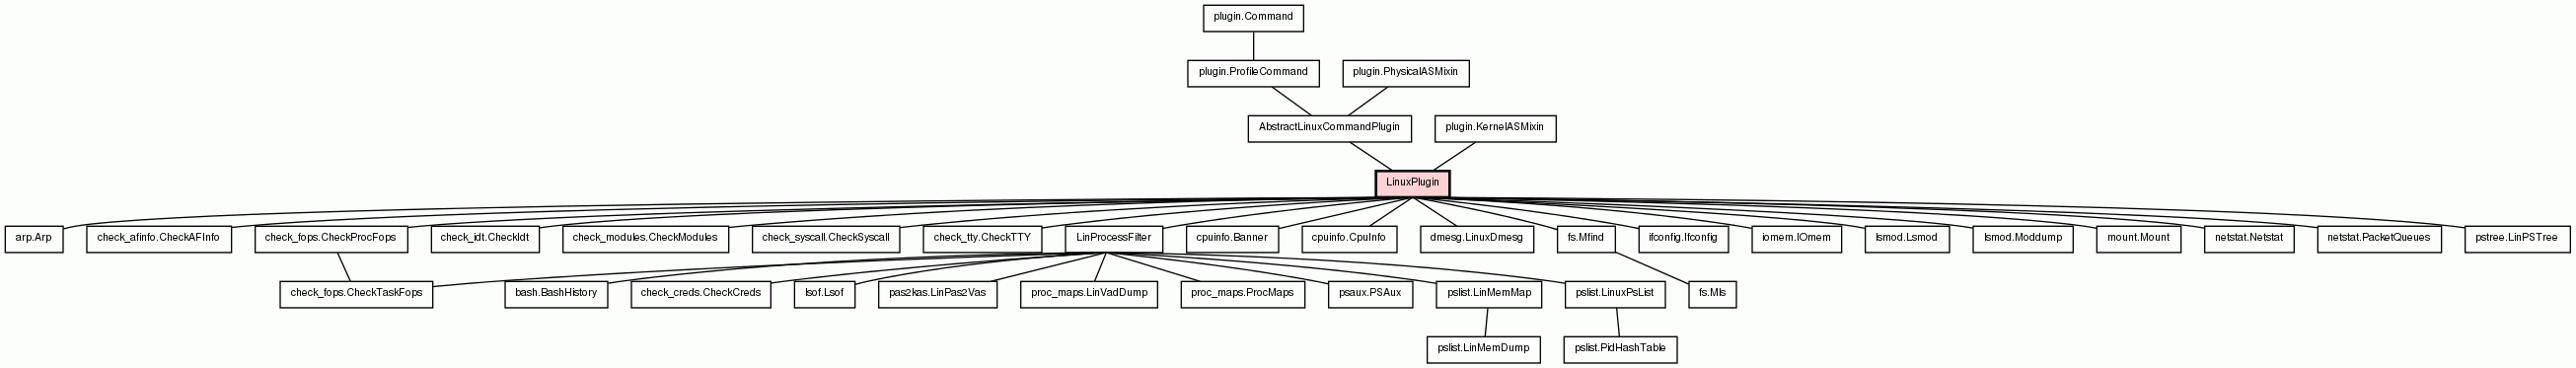 plugin.Command
plugin.ProfileCommand
plugin.PhysicalASMixin
AbstractLinuxCommandPlugin
plugin.KernelASMixin
LinuxPlugin
arp.Arp
check_afinfo.CheckAFInfo
check_fops.CheckProcFops
check_idt.CheckIdt
check_modules.CheckModules
check_syscall.CheckSyscall
check_tty.CheckTTY
LinProcessFilter
cpuinfo.Banner
cpuinfo.CpuInfo
dmesg.LinuxDmesg
fs.Mfind
ifconfig.Ifconfig
iomem.IOmem
lsmod.Lsmod
lsmod.Moddump
mount.Mount
netstat.Netstat
netstat.PacketQueues
pstree.LinPSTree
check_fops.CheckTaskFops
bash.BashHistory
check_creds.CheckCreds
lsof.Lsof
pas2kas.LinPas2Vas
proc_maps.LinVadDump
proc_maps.ProcMaps
psaux.PSAux
pslist.LinMemMap
pslist.LinuxPsList
fs.Mls
pslist.LinMemDump
pslist.PidHashTable